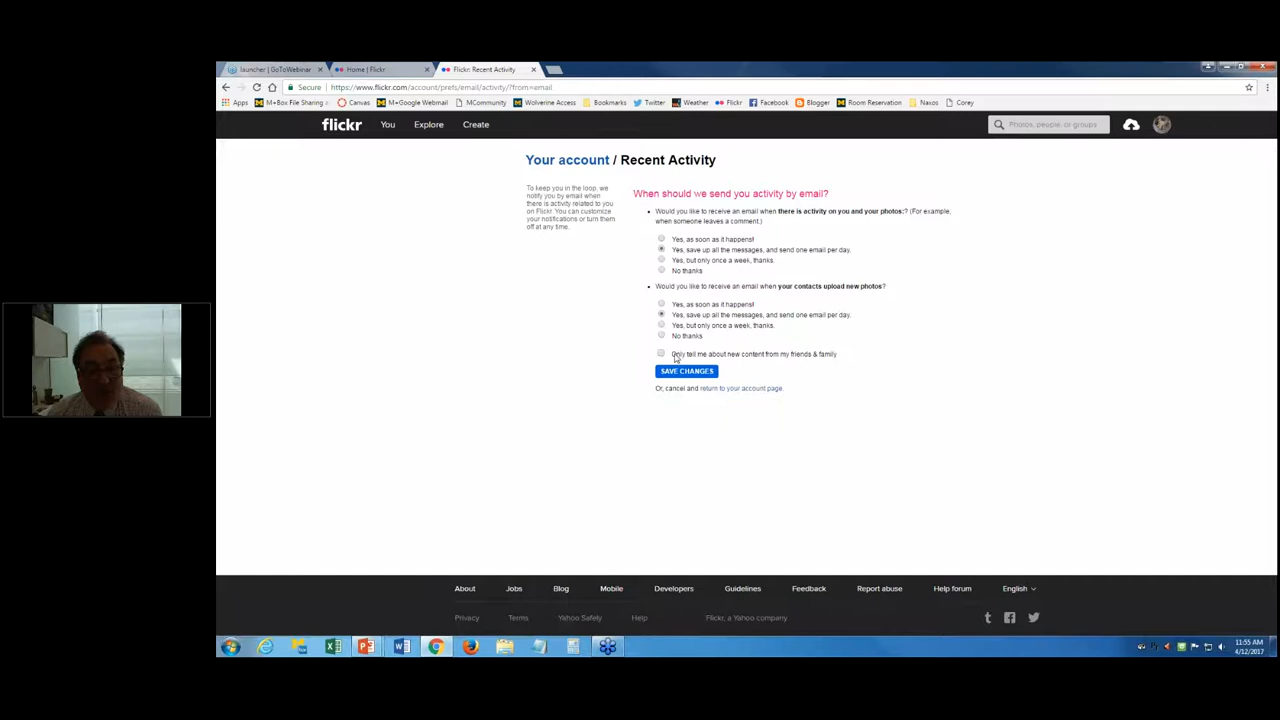 launcher | GoToWebinar
Home | Flickr
Flickr: Recent Activity
Secure
https://www.flickr.com/account/prefs/email/activity/?from=email
Apps
M+Box File Sharing
Canvas
M+Google Webmail
MCommunity
Wolverine Access
Bookmarks
Twitter
Weather
Flickr
Facebook
Blogger
Room Reservation
Naxos
Corey
flickr
You
Explore
Create
Photos, people, or groups
Your account / Recent Activity
To keep you in the loop, we
notify you by email when
there is activity related to you
on Flickr. You can customize
your notifications or turn them
off at any time.
When should we send you activity by email?
Would you like to receive an email when there is activity on you and your photos:? (For example,
when someone leaves a comment.)
Yes, as soon as it happens!
Yes, save up all the messages, and send one email per day.
Yes, but only once a week, thanks.
No thanks
Would you like to receive an email when your contacts upload new photos?
Yes, as soon as it happens!
Yes, save up all the messages, and send one email per day.
Yes, but only once a week, thanks.
No thanks
Only tell me about new content from my friends & family
SAVE CHANGES
Or, cancel and return to your account page.
About
Jobs
Blog
Mobile
Developers
Guidelines
Feedback
Report abuse
Help forum
English
Privacy
Terms
Yahoo Safely
Help
Flickr, a Yahoo company
11:55 AM
4/12/2017